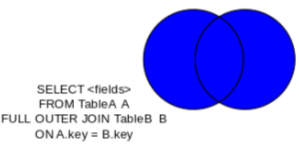 SELECT <fields>
FROM TableA A
FULL OUTER JOIN TableB B
ON A.key = B.key